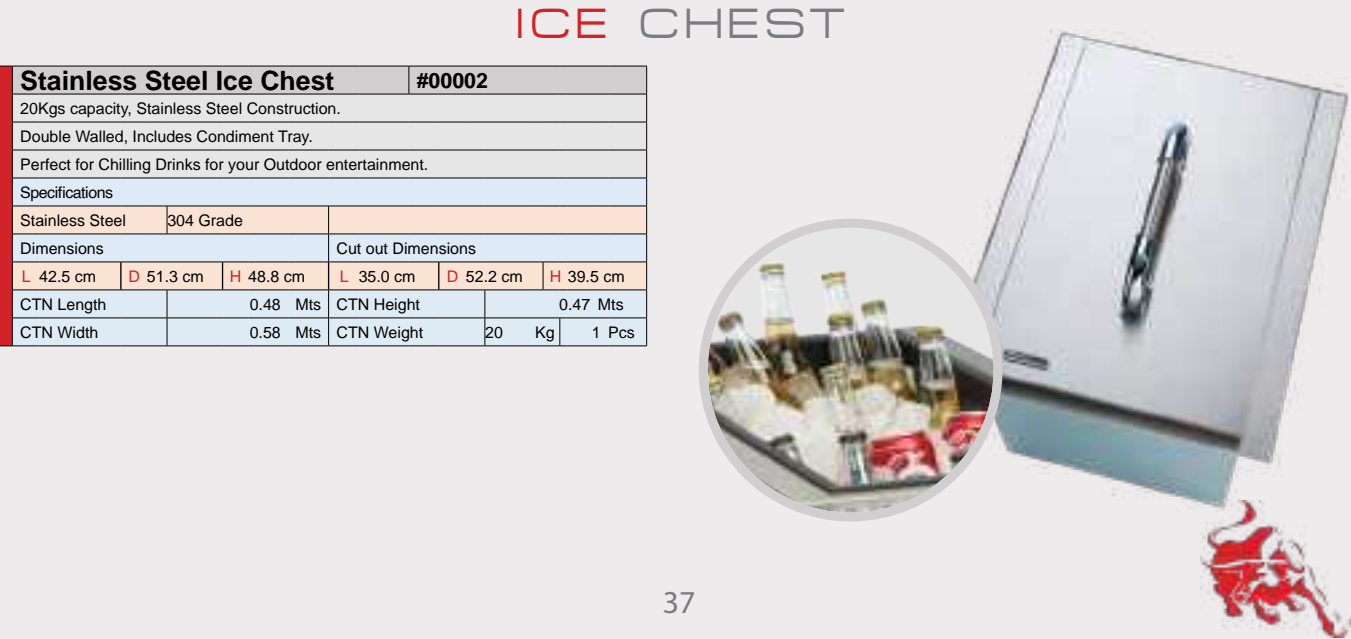 ICE CHEST
Stainless Steel Ice Chest #00002
20Kgs capacity, Stainless Steel Construction.
Double Walled, Includes Condiment Tray.
Perfect for Chilling Drinks for your Outdoor entertainment.
Specifications
Stainless Steel 304 Grade
Dimensions Cut out Dimensions
L 42.5 cm D 51.3 cm H 48.8 cm L 35.0 cm D 52.2 cm H 39.5 cm
CTN Length 0.48 Mts CTN Height 0.47 Mts
CTN Width 0.58 Mts CTN Weight 20 Kg 1 Pcs
37